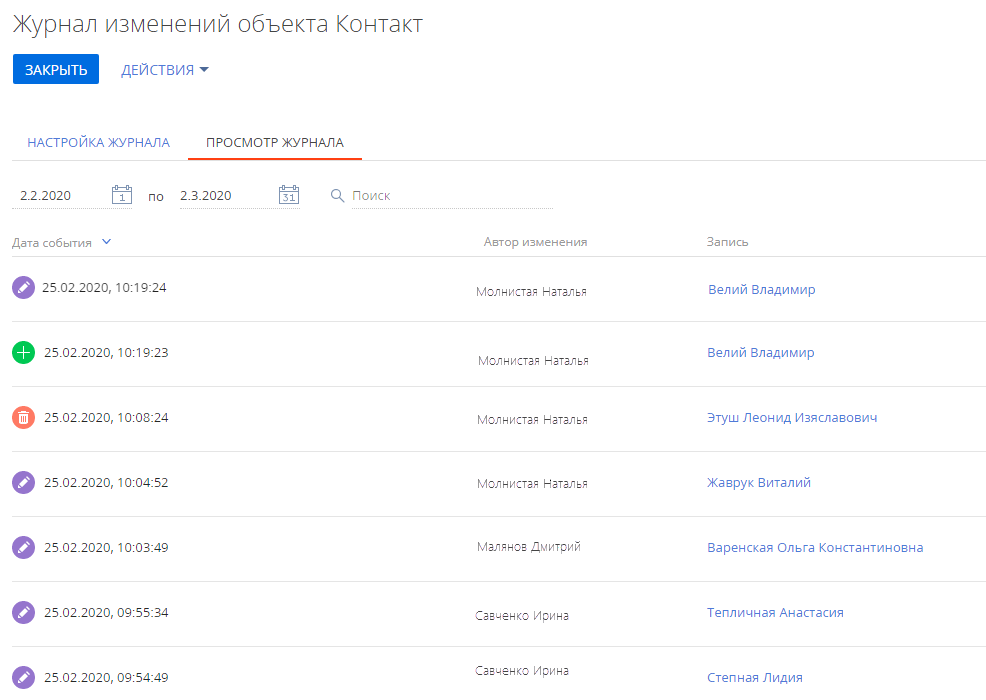 Журнал изменений объекта Контакт
ЗАКРЫТЬ ДЕЙСТВИЯ
НАСТРОЙКА ЖУРНАЛА ПРОСМОТР ЖУРНАЛА
2.2.2020 1 по 2.3.2020 31 Поиск
Дата события Автор изменения Запись
25.02.2020, 10:19:24 Молнистая Наталья Велий Владимир
25.02.2020, 10:19:23 Молнистая Наталья Велий Владимир
25.02.2020, 10:08:24 Молнистая Наталья Этуш Леонид Изяславович
25.02.2020, 10:04:52 Молнистая Наталья Жаврук Виталий
25.02.2020, 10:03:49 Малянов Дмитрий Варенская Ольга Константиновна
25.02.2020, 09:55:34 Савченко Ирина Тепличная Анастасия
25.02.2020, 09:54:49 Савченко Ирина Степная Лидия